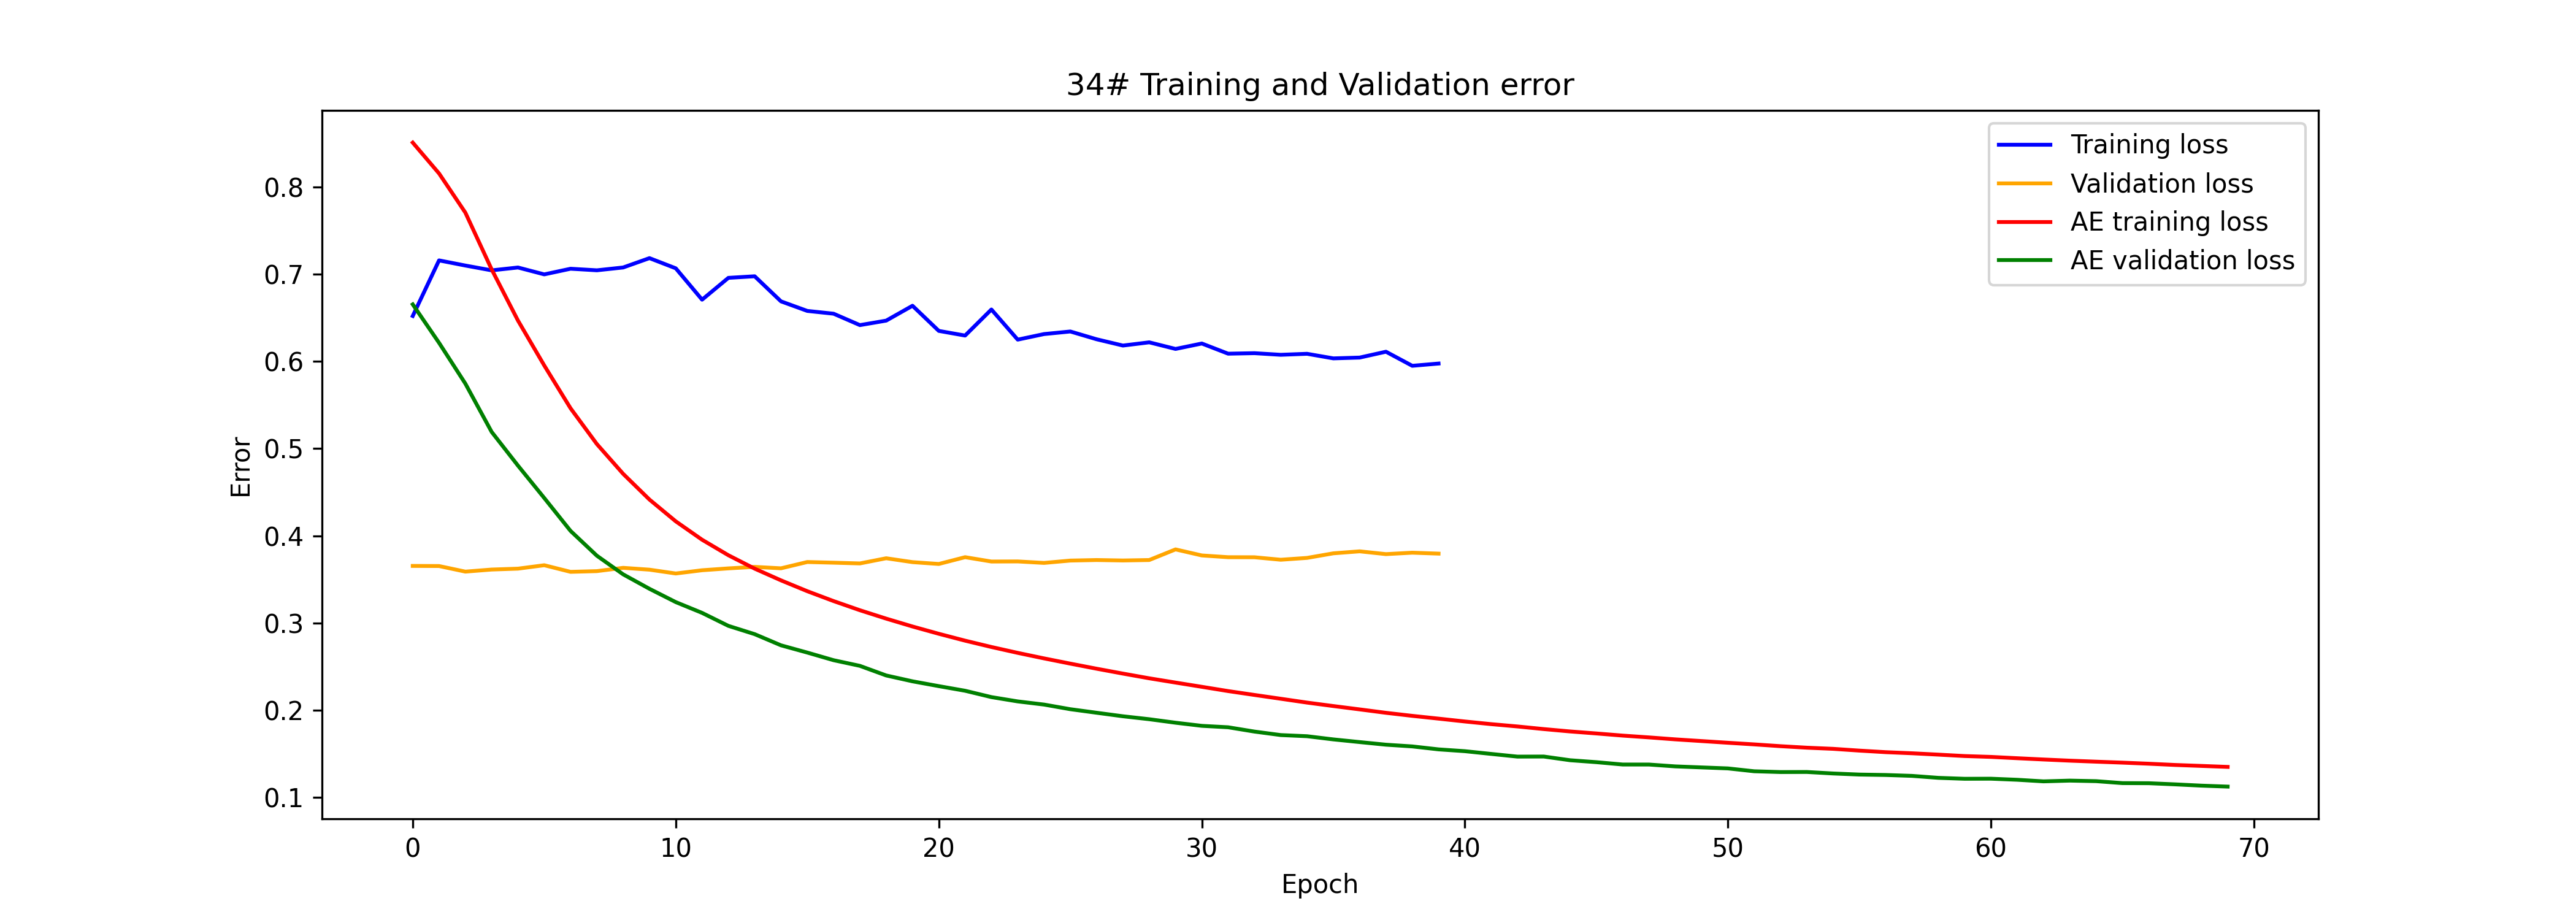 34# Training and Validation error
Training loss
Validation loss
AE training loss
AE validation loss
Error
0.8
0.7
0.6
0.5
0.4
0.3
0.2
0.1
0 10 20 30 40 50 60 70
Epoch